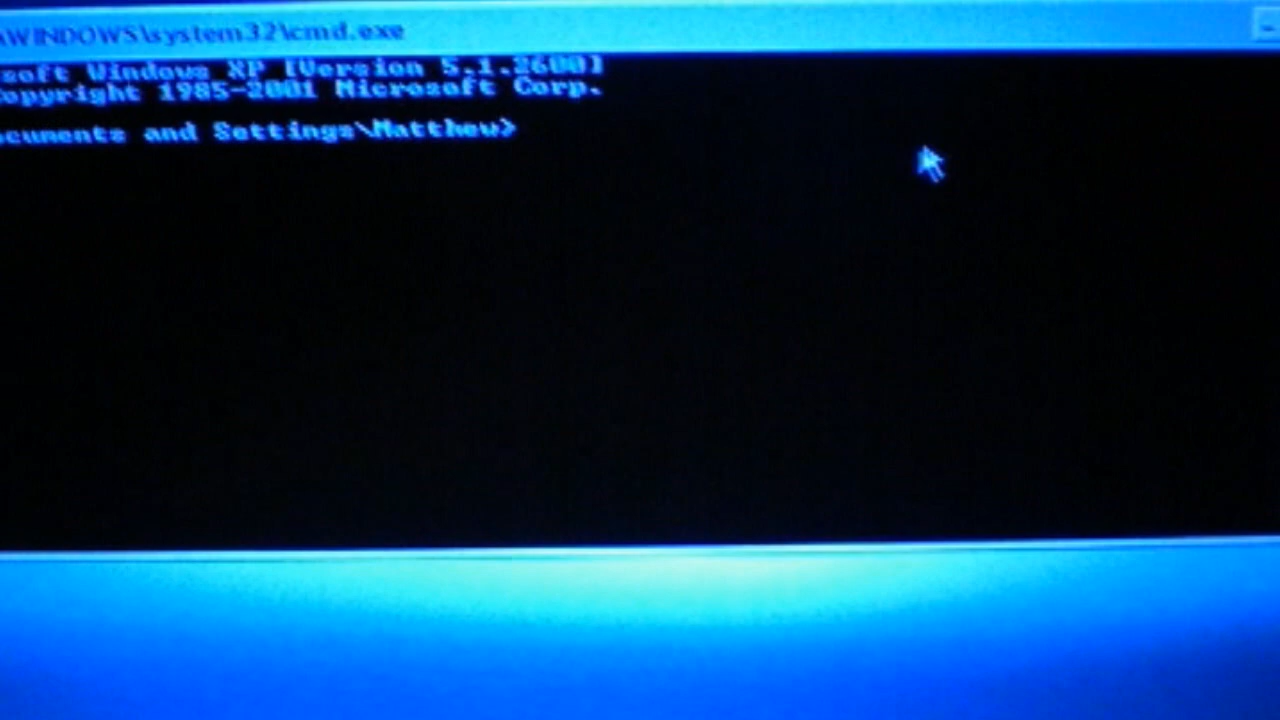 \WINDOWS\system32\cmd.exe
soft Windows XP [Version 5.1.2600]
opyright 1985-2001 Microsoft Corp.
ocuments and Settings\Matthew>